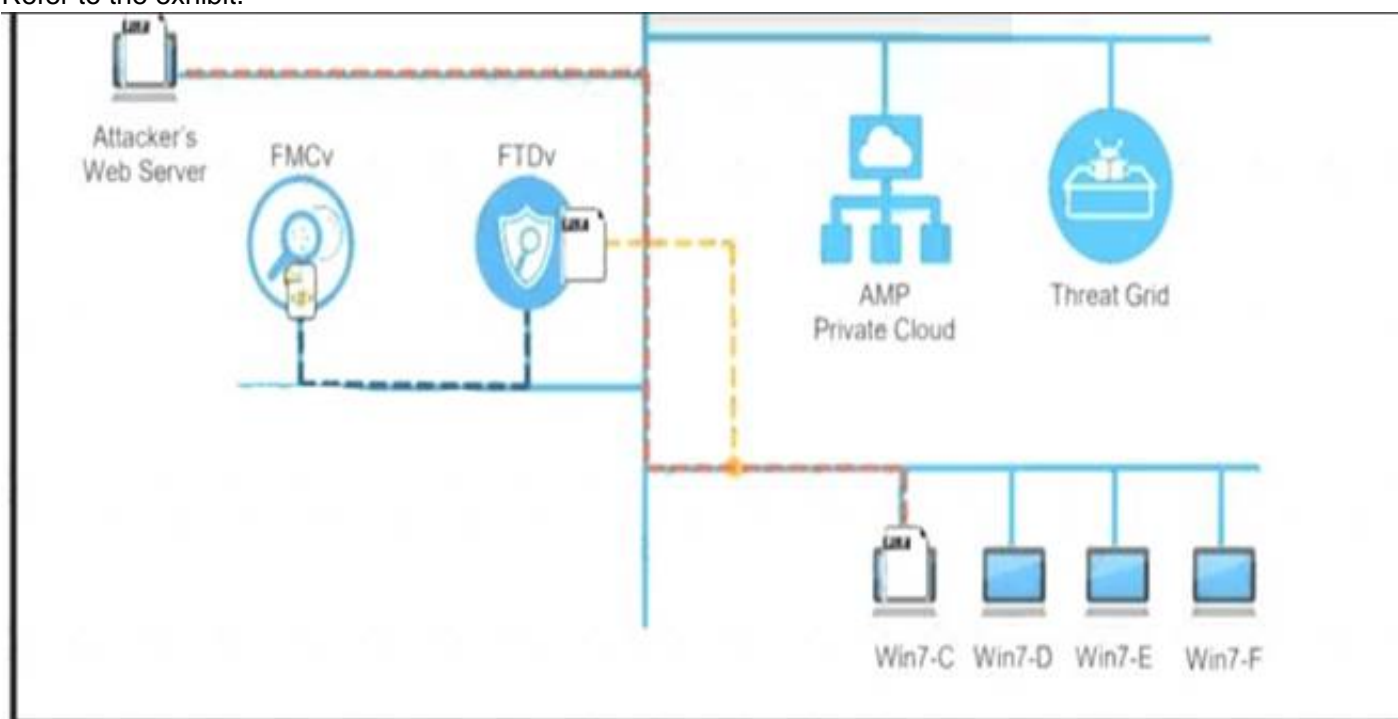 Refer to the exhibit.
Attacker's
Web Server
FMCv
FTDv
AMP
Private Cloud
Threat Grid
Win7-C
Win7-D
Win7-E
Win7-F